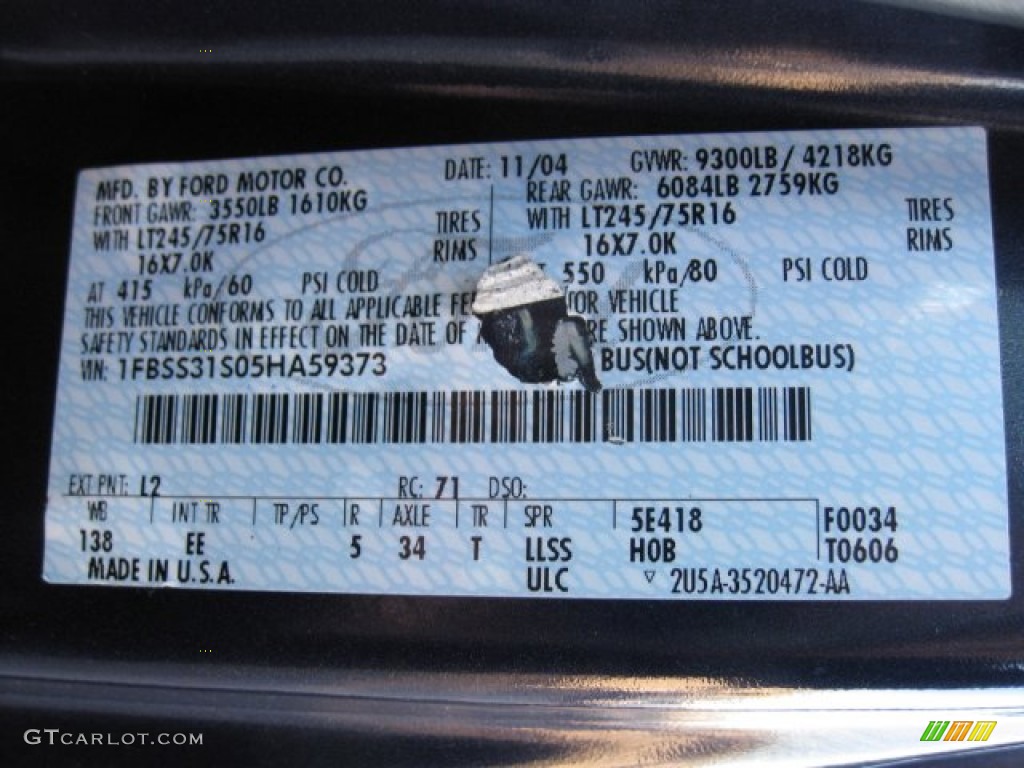 MFD. BY FORD MOTOR CO. DATE: 11/04 GVWR: 9300LB / 4218KG
FRONT GAWR: 3550LB 1610KG REAR GAWR: 6084LB 2759KG
WITH LT245/75R16 TIRES WITH LT245/75R16 TIRES
16X7.0K RIMS 16X7.0K RIMS
AT 415 kPa/60 PSI COLD 550 kPa/80 PSI COLD
THIS VEHICLE CONFORMS TO ALL APPLICABLE VEHICLE
SAFETY STANDARDS IN EFFECT ON THE DATE OF SHOWN ABOVE.
VIN: 1FBSS31S05HA59373 BUS(NOT SCHOOLBUS)
EXT PNT: L2 RC: 71 DSO:
WB INT TR TP/PS R AXLE TR SPR 5E418 F0034
138 EE 5 34 T LLSS H0B T0606
MADE IN U.S.A. ULC ▽ 2U5A-3520472-AA
GTCARLOT.COM